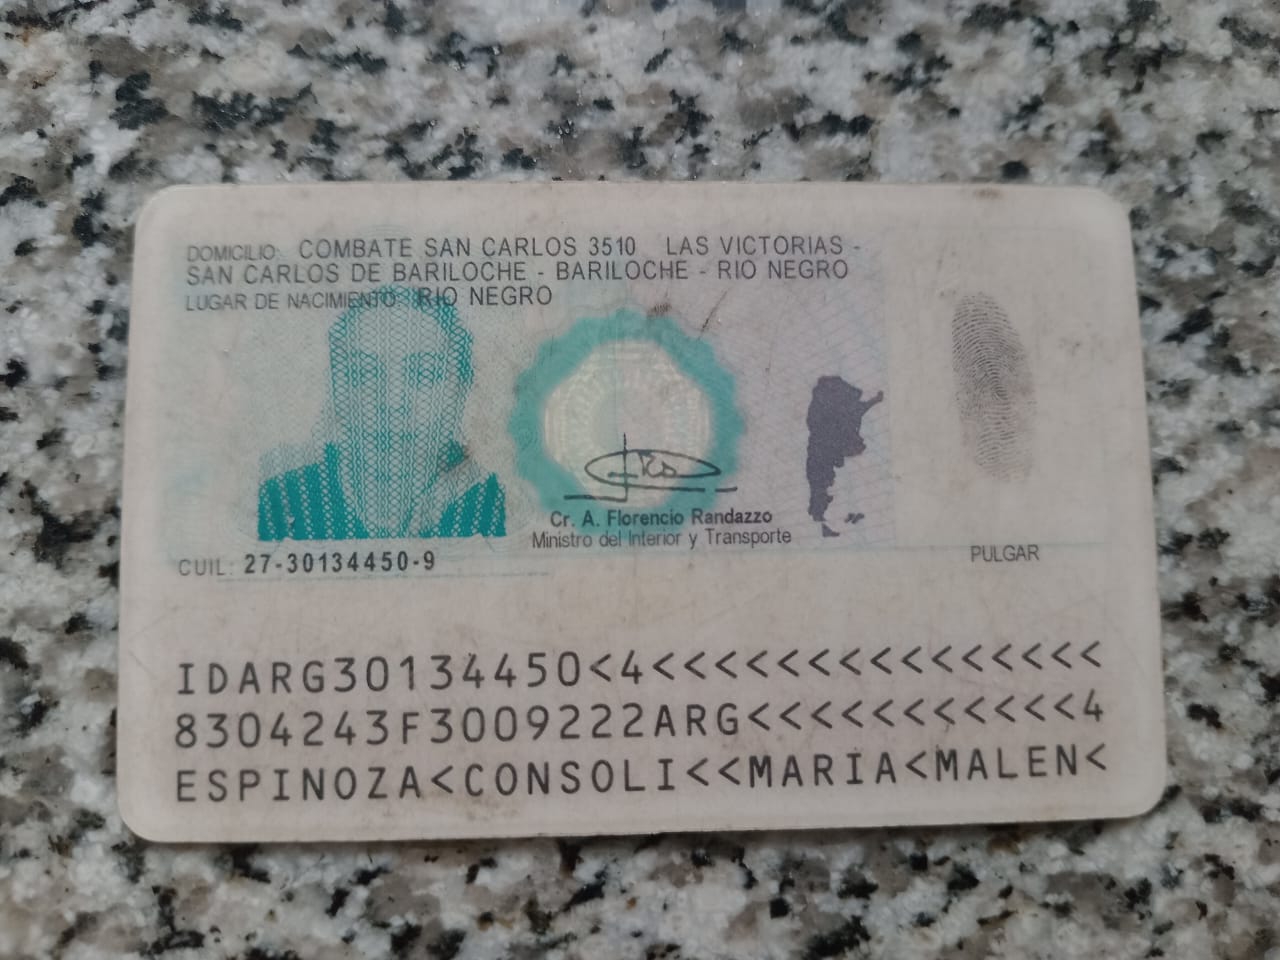 DOMICILIO: COMBATE SAN CARLOS 3510 LAS VICTORIAS -
SAN CARLOS DE BARILOCHE - BARILOCHE - RIO NEGRO
LUGAR DE NACIMIENTO: RIO NEGRO
Cr. A. Florencio Randazzo
Ministro del Interior y Transporte
CUIL: 27-30134450-9
PULGAR
IDARG30134450<4<<<<<<<<<<<<<<<
8304243F3009222ARG<<<<<<<<<<<4
ESPINOZA<CONSOLI<<MARIA<MALEN<